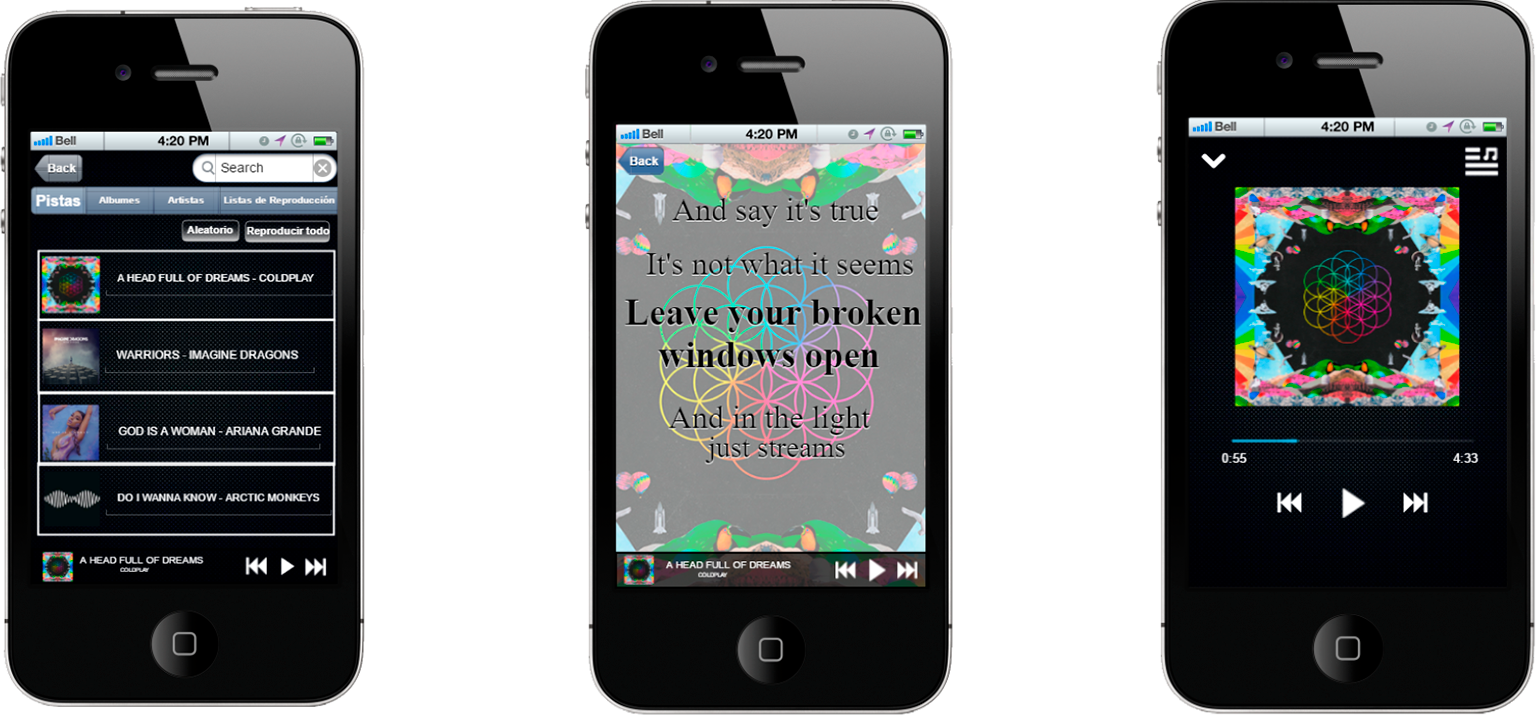 Bell 4:20 PM
Back Search
Pistas Albumes Artistas Listas de Reproducción
Aleatorio Reproducir todo
A HEAD FULL OF DREAMS - COLDPLAY
WARRIORS - IMAGINE DRAGONS
GOD IS A WOMAN - ARIANA GRANDE
DO I WANNA KNOW - ARCTIC MONKEYS
A HEAD FULL OF DREAMS
COLDPLAY
Bell 4:20 PM
Back
And say it's true
It's not what it seems
Leave your broken
windows open
And in the light
just streams
A HEAD FULL OF DREAMS
COLDPLAY
Bell 4:20 PM
0:55 4:33